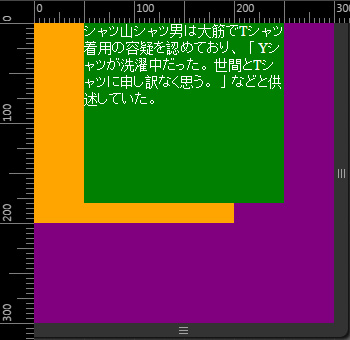 0 100 200 300
0
100
200
300
シャツ山シャツ男は大筋でTシャツ
着用の容疑を認めており、「Yシ
ャツが洗濯中だった。世間とTシ
ャツに申し訳なく思う。」などと供
述していた。